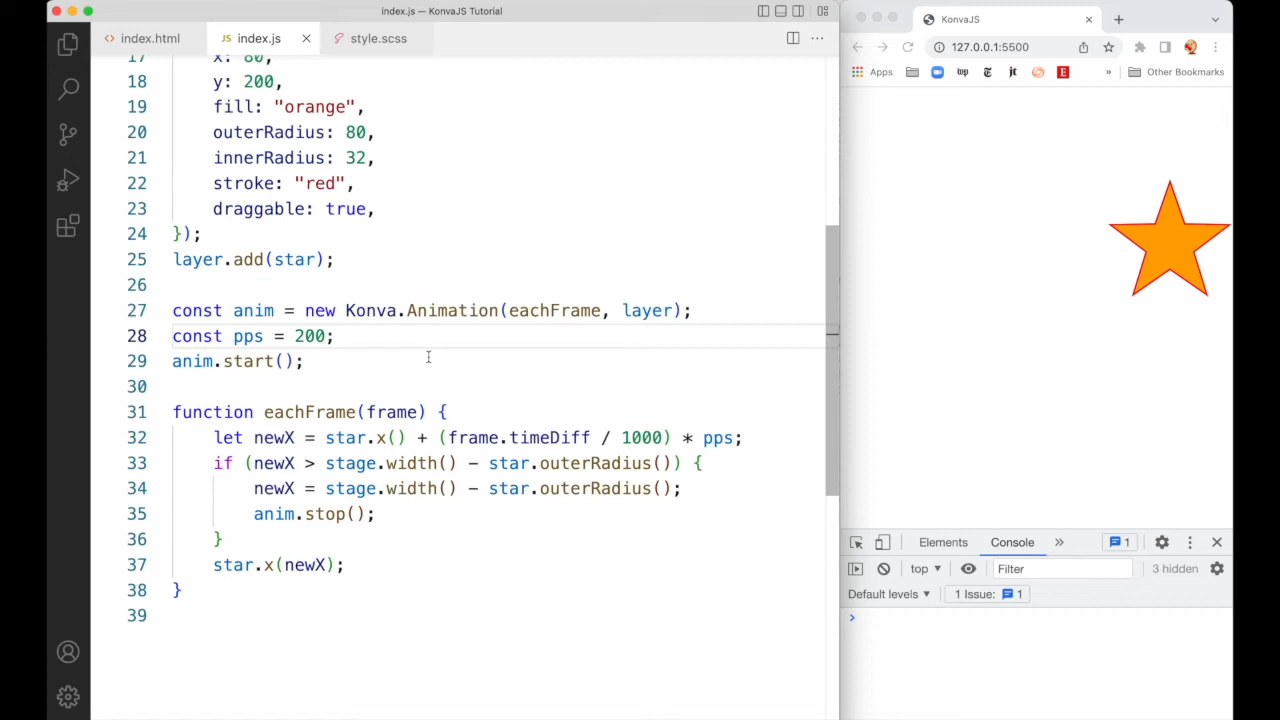 index.js — KonvaJS Tutorial
index.html
JS index.js
style.scss
17 x: 80,
18 y: 200,
19 fill: "orange",
20 outerRadius: 80,
21 innerRadius: 32,
22 stroke: "red",
23 draggable: true,
24 });
25 layer.add(star);
26
27 const anim = new Konva.Animation(eachFrame, layer);
28 const pps = 200;
29 anim.start();
30
31 function eachFrame(frame) {
32 let newX = star.x() + (frame.timeDiff / 1000) * pps;
33 if (newX > stage.width() - star.outerRadius()) {
34 newX = stage.width() - star.outerRadius();
35 anim.stop();
36 }
37 star.x(newX);
38 }
39
KonvaJS
127.0.0.1:5500
Apps
wp
jt
E
»
Other Bookmarks
Elements
Console
»
1
top
Filter
3 hidden
Default levels
1 Issue: 1